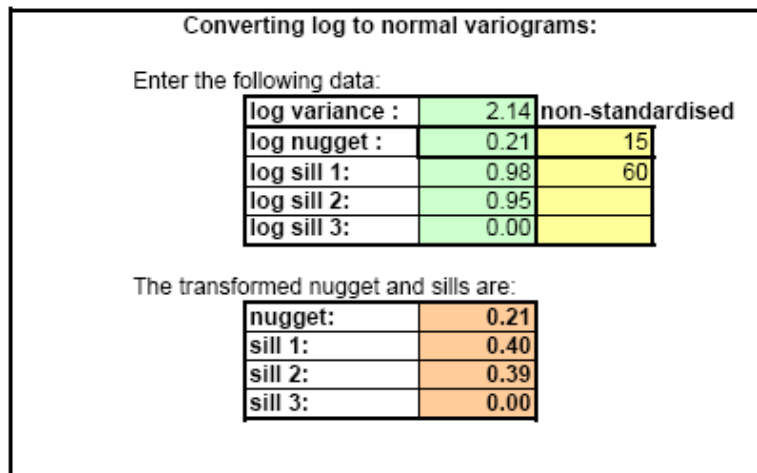 Converting log to normal variograms:
Enter the following data:
log variance : 2.14 non-standardised
log nugget : 0.21 15
log sill 1: 0.98 60
log sill 2: 0.95
log sill 3: 0.00
The transformed nugget and sills are:
nugget: 0.21
sill 1: 0.40
sill 2: 0.39
sill 3: 0.00